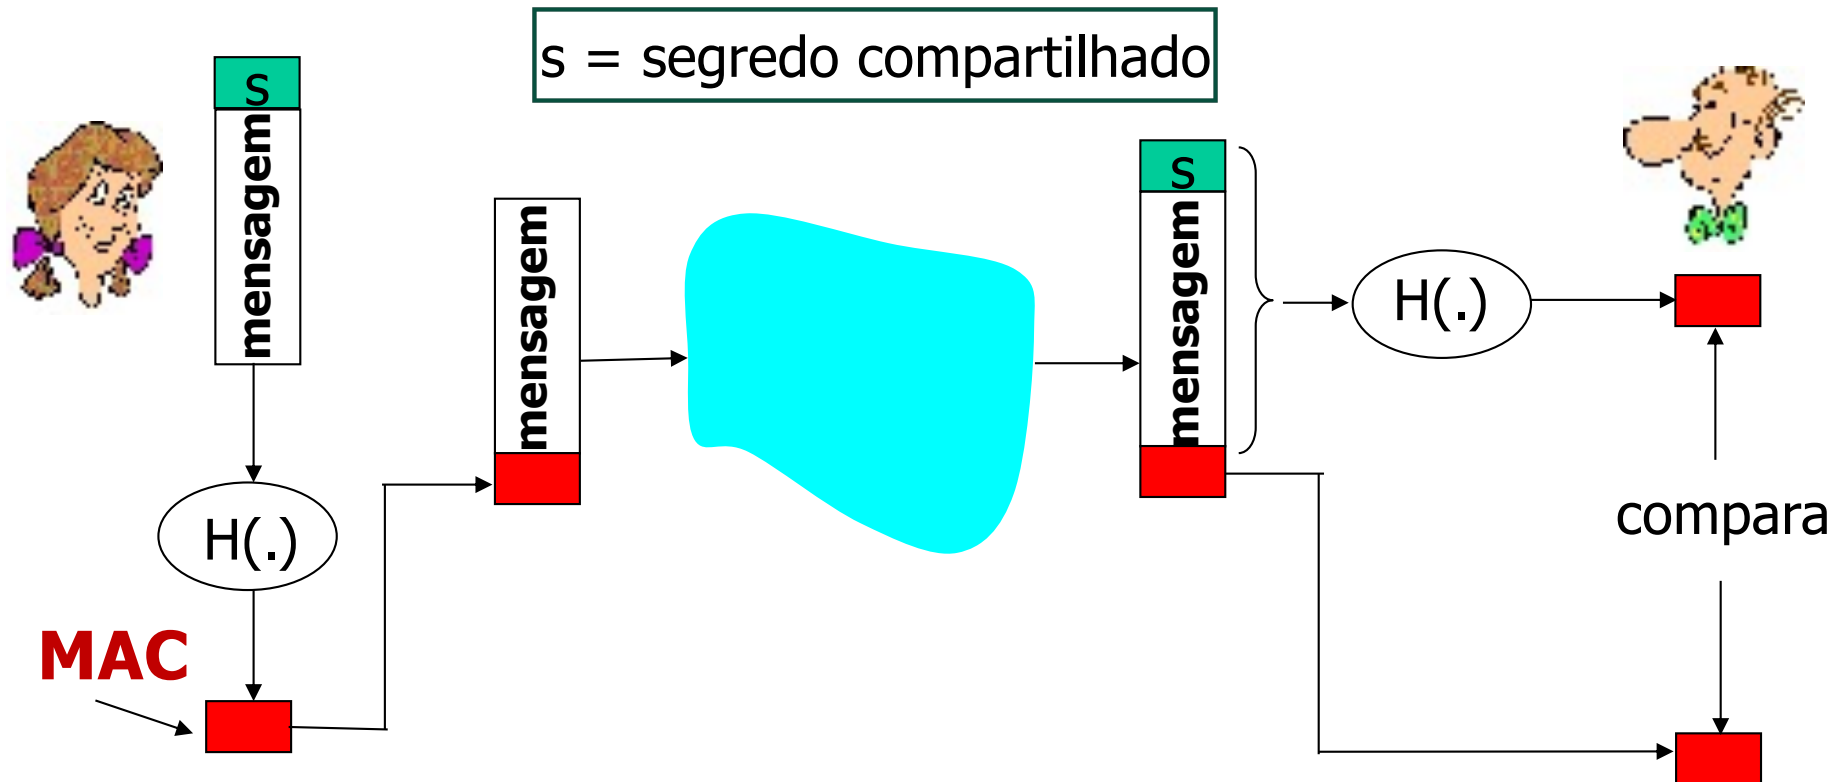 s = segredo compartilhado
s
mensagem
H(.)
MAC
mensagem
s
mensagem
H(.)
compara